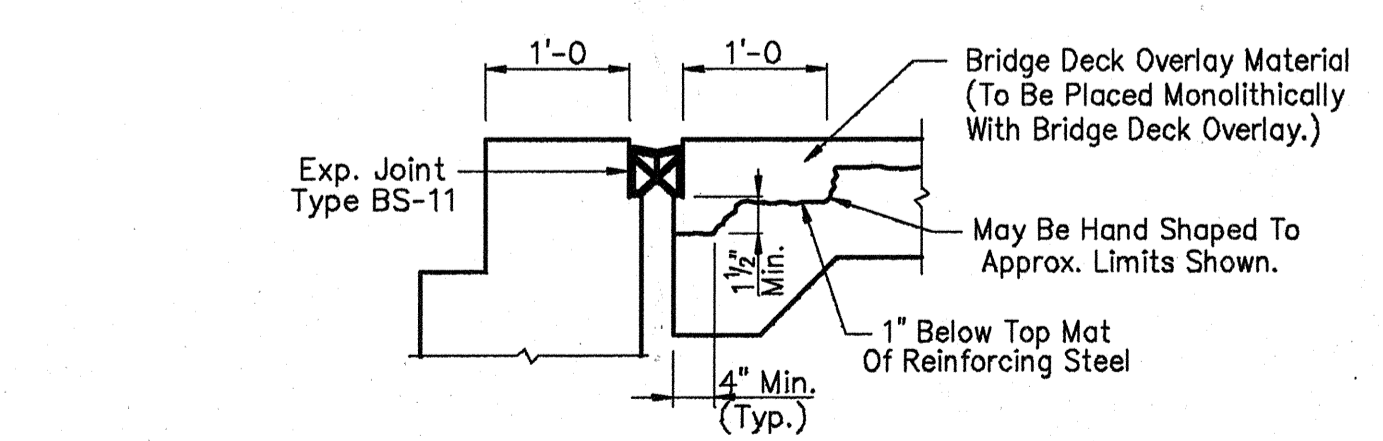 1'-0
1'-0
Bridge Deck Overlay Material
(To Be Placed Monolithically
With Bridge Deck Overlay.)
Exp. Joint
Type BS-11
May Be Hand Shaped To
Approx. Limits Shown.
1½"
Min.
1" Below Top Mat
Of Reinforcing Steel
4" Min.
(Typ.)